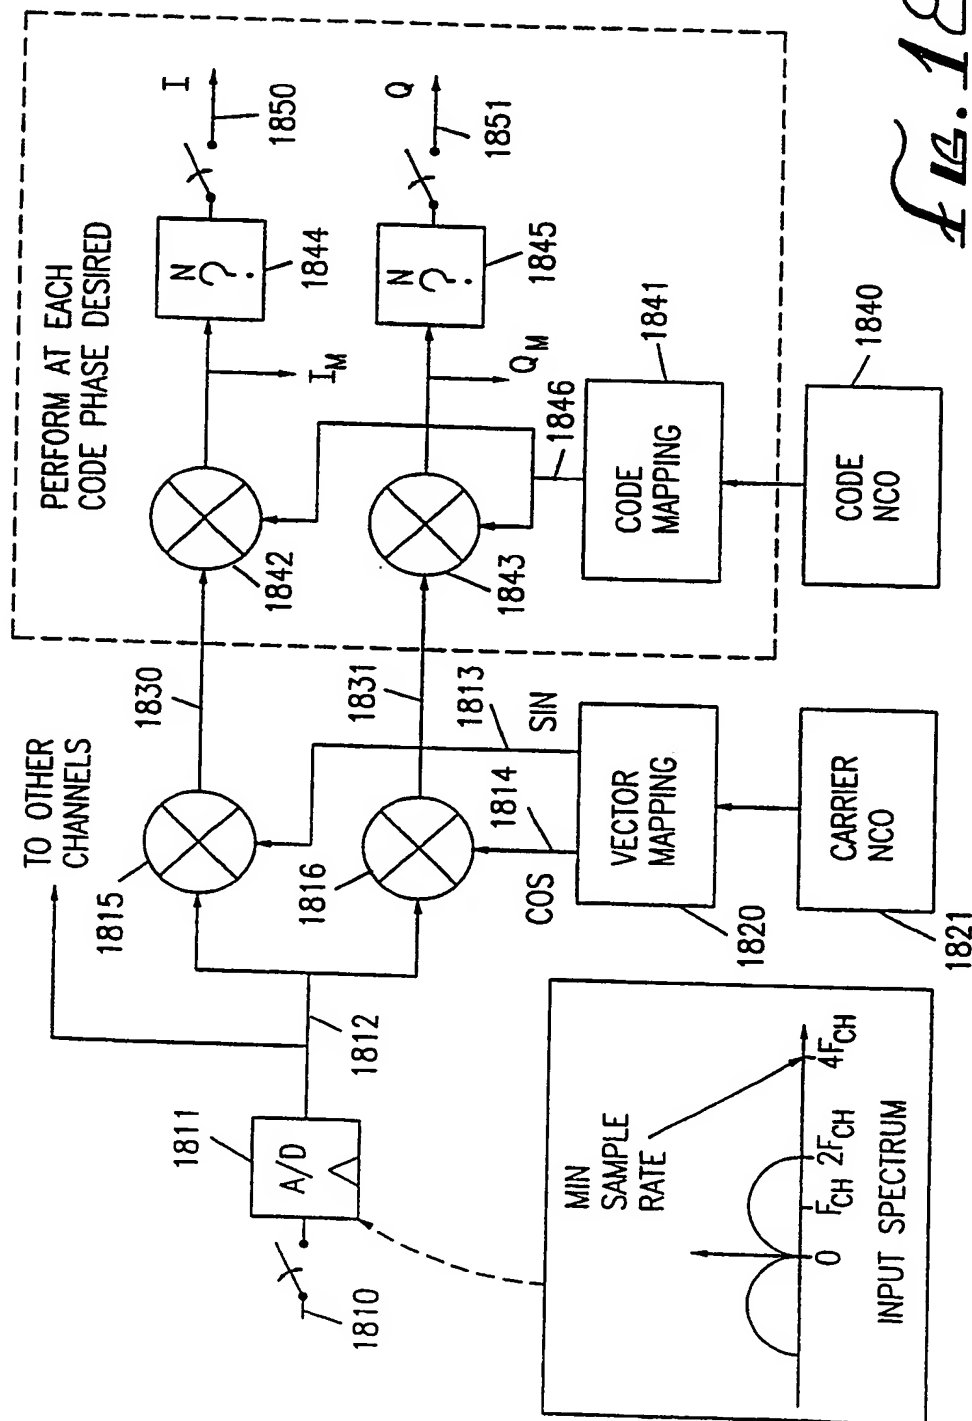 PERFORM AT EACH
CODE PHASE DESIRED
TO OTHER
CHANNELS
1810
1811
A/D
1812
1815
1816
1830
1831
1813
SIN
1814
COS
VECTOR
MAPPING
1820
CARRIER
NCO
1821
1842
1843
I_M
Q_M
N
?
1844
N
?
1845
I
1850
Q
1851
1846
CODE
MAPPING
1841
CODE
NCO
1840
MIN
SAMPLE
RATE
0
F_CH
2F_CH
4F_CH
INPUT SPECTRUM
FIG. 18